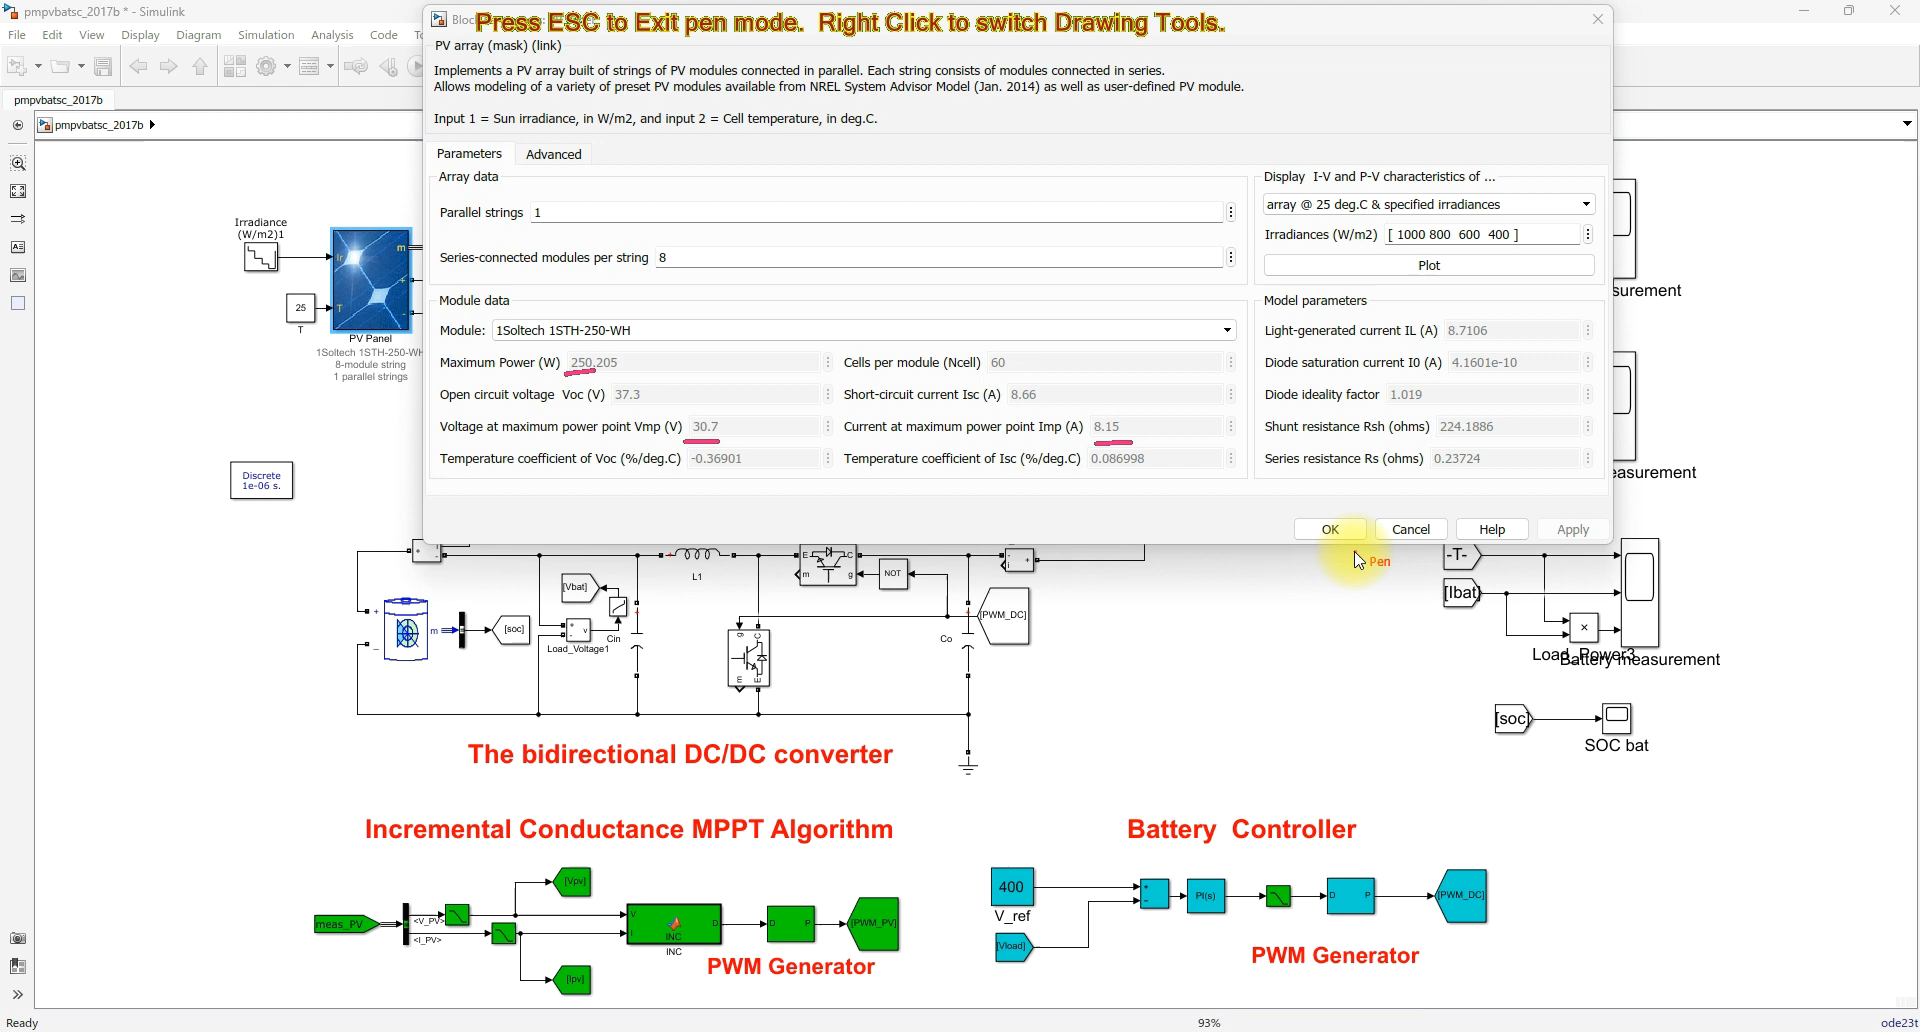 pmpvbatsc_2017b * - Simulink
Press ESC to Exit pen mode. Right Click to switch Drawing Tools.
File Edit View Display Diagram Simulation Analysis Code
PV array (mask) (link)
Implements a PV array built of strings of PV modules connected in parallel. Each string consists of modules connected in series.
Allows modeling of a variety of preset PV modules available from NREL System Advisor Model (Jan. 2014) as well as user-defined PV module.
Input 1 = Sun irradiance, in W/m2, and input 2 = Cell temperature, in deg.C.
pmpvbatsc_2017b
pmpvbatsc_2017b
Parameters Advanced
Array data
Parallel strings 1
Series-connected modules per string 8
Display I-V and P-V characteristics of ...
array @ 25 deg.C & specified irradiances
Irradiances (W/m2) [ 1000 800 600 400 ]
Plot
Module data
Module: 1Soltech 1STH-250-WH
Maximum Power (W) 250.205 Cells per module (Ncell) 60
Open circuit voltage Voc (V) 37.3 Short-circuit current Isc (A) 8.66
Voltage at maximum power point Vmp (V) 30.7 Current at maximum power point Imp (A) 8.15
Temperature coefficient of Voc (%/deg.C) -0.36901 Temperature coefficient of Isc (%/deg.C) 0.086998
Model parameters
Light-generated current IL (A) 8.7106
Diode saturation current I0 (A) 4.1601e-10
Diode ideality factor 1.019
Shunt resistance Rsh (ohms) 224.1886
Series resistance Rs (ohms) 0.23724
OK Cancel Help Apply
Pen
Irradiance
(W/m2)1
Ir
m
+
-
25
T
T
PV Panel
1Soltech 1STH-250-WH
8-module string
1 parallel strings
Discrete
1e-06 s.
surement
easurement
L1
E C
m g
NOT
[Vbat]
[PWM_DC]
m
[soc]
Load_Voltage1
Cin
Co
g C
m E
-T-
[Ibat]
×
Load_Power3
Battery measurement
[soc]
SOC bat
The bidirectional DC/DC converter
Incremental Conductance MPPT Algorithm
Battery Controller
meas_PV
<V_PV>
<I_PV>
[Vpv]
[Ipv]
V
I
D
INC
INC
D P
[PWM_PV]
PWM Generator
400
V_ref
[Vload]
PI(s)
D P
[PWM_DC]
PWM Generator
Ready 93% ode23t